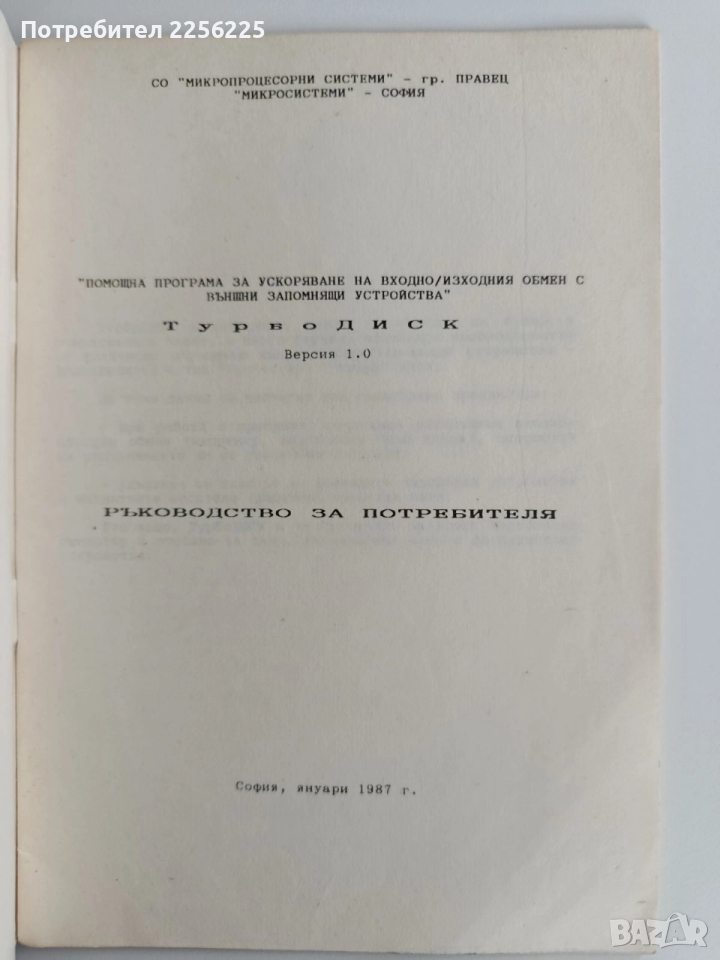 Потребител 2256225
СО "МИКРОПРОЦЕСОРНИ СИСТЕМИ" - гр. ПРАВЕЦ
"МИКРОСИСТЕМИ" - СОФИЯ
"ПОМОЩНА ПРОГРАМА ЗА УСКОРЯВАНЕ НА ВХОДНО/ИЗХОДНИЯ ОБМЕН С
ВЪНШНИ ЗАПОМНЯЩИ УСТРОЙСТВА"
Т у р б о Д И С К
Версия 1.0
РЪКОВОДСТВО ЗА ПОТРЕБИТЕЛЯ
София, януари 1987 г.
BAZAR